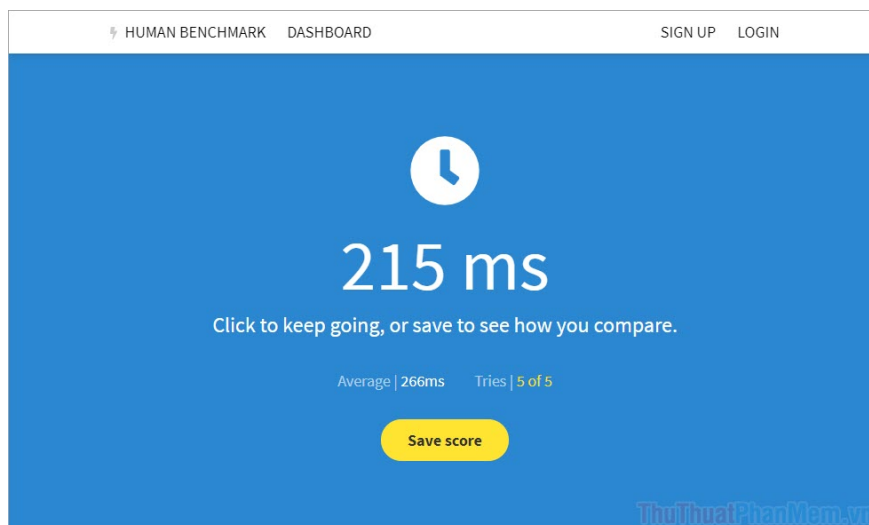 HUMAN BENCHMARK DASHBOARD SIGN UP LOGIN
215 ms
Click to keep going, or save to see how you compare.
Average | 266ms Tries | 5 of 5
Save score
ThuThuatPhanMem.vn